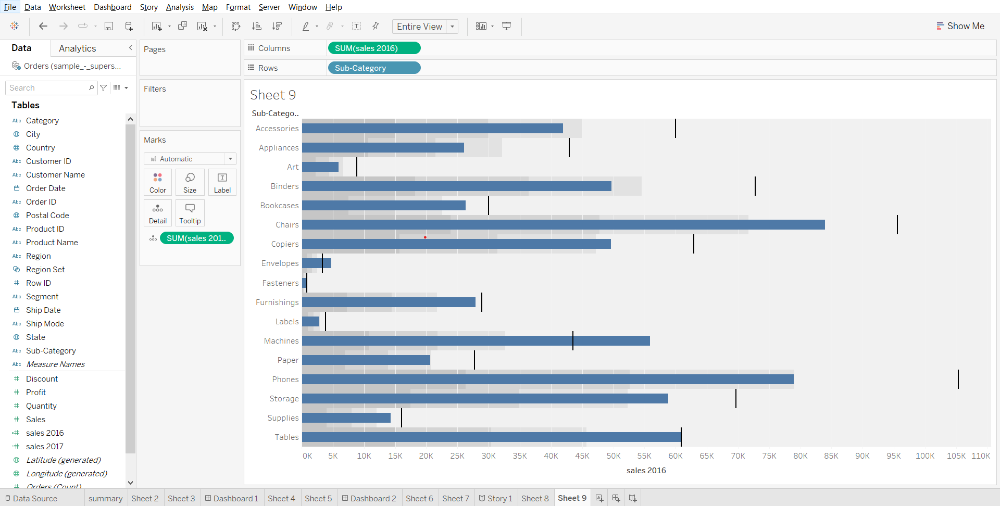 File Data Worksheet Dashboard Story Analysis Map Format Server Window Help
Entire View
Show Me
Data Analytics
Orders (sample_-_supers...
Search
Tables
Abc Category
City
Country
Abc Customer ID
Abc Customer Name
Order Date
Abc Order ID
Postal Code
Abc Product ID
Abc Product Name
Abc Region
Region Set
Row ID
Abc Segment
Ship Date
Abc Ship Mode
State
Abc Sub-Category
Abc Measure Names
Discount
Profit
Quantity
Sales
sales 2016
sales 2017
Latitude (generated)
Longitude (generated)
Orders (Count)
Pages
Filters
Marks
Automatic
Color Size Label
Detail Tooltip
SUM(sales 201..
Columns SUM(sales 2016)
Rows Sub-Category
Sheet 9
Sub-Catego..
Accessories
Appliances
Art
Binders
Bookcases
Chairs
Copiers
Envelopes
Fasteners
Furnishings
Labels
Machines
Paper
Phones
Storage
Supplies
Tables
0K 5K 10K 15K 20K 25K 30K 35K 40K 45K 50K 55K 60K 65K 70K 75K 80K 85K 90K 95K 100K 105K 110K
sales 2016
Data Source summary Sheet 2 Sheet 3 Dashboard 1 Sheet 4 Sheet 5 Dashboard 2 Sheet 6 Sheet 7 Story 1 Sheet 8 Sheet 9